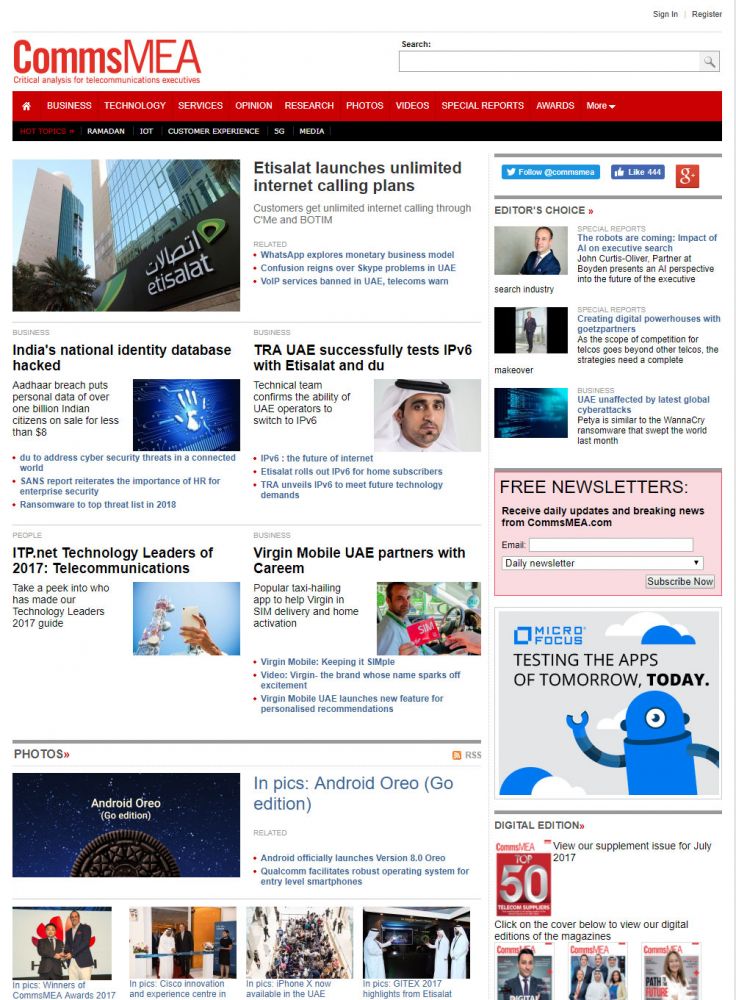 Sign In | Register
CommsMEA
Critical analysis for telecommunications executives
Search:
BUSINESS TECHNOLOGY SERVICES OPINION RESEARCH PHOTOS VIDEOS SPECIAL REPORTS AWARDS More
HOT TOPICS » RAMADAN IOT CUSTOMER EXPERIENCE 5G MEDIA
اتصالات
etisalat
Etisalat launches unlimited
internet calling plans
Customers get unlimited internet calling through
C'Me and BOTIM
RELATED
WhatsApp explores monetary business model
Confusion reigns over Skype problems in UAE
VoIP services banned in UAE, telecoms warn
BUSINESS
India's national identity database
hacked
Aadhaar breach puts
personal data of over
one billion Indian
citizens on sale for less
than $8
du to address cyber security threats in a connected
world
SANS report reiterates the importance of HR for
enterprise security
Ransomware to top threat list in 2018
BUSINESS
TRA UAE successfully tests IPv6
with Etisalat and du
Technical team
confirms the ability of
UAE operators to
switch to IPv6
IPv6 : the future of internet
Etisalat rolls out IPv6 for home subscribers
TRA unveils IPv6 to meet future technology
demands
PEOPLE
ITP.net Technology Leaders of
2017: Telecommunications
Take a peek into who
has made our
Technology Leaders
2017 guide
BUSINESS
Virgin Mobile UAE partners with
Careem
Popular taxi-hailing
app to help Virgin in
SIM delivery and home
activation
SIM
Virgin Mobile: Keeping it SIMple
Video: Virgin- the brand whose name sparks off
excitement
Virgin Mobile UAE launches new feature for
personalised recommendations
PHOTOS»
RSS
Android Oreo
(Go edition)
In pics: Android Oreo (Go
edition)
RELATED
Android officially launches Version 8.0 Oreo
Qualcomm facilitates robust operating system for
entry level smartphones
In pics: Winners of
CommsMEA Awards 2017
In pics: Cisco innovation
and experience centre in
In pics: iPhone X now
available in the UAE
In pics: GITEX 2017
highlights from Etisalat
Follow @commsmea
Like 444
g+
EDITOR'S CHOICE »
SPECIAL REPORTS
The robots are coming: Impact of
AI on executive search
John Curtis-Oliver, Partner at
Boyden presents an AI perspective
into the future of the executive
search industry
SPECIAL REPORTS
Creating digital powerhouses with
goetzpartners
As the scope of competition for
telcos goes beyond other telcos, the
strategies need a complete
makeover
BUSINESS
UAE unaffected by latest global
cyberattacks
Petya is similar to the WannaCry
ransomware that swept the world
last month
FREE NEWSLETTERS:
Receive daily updates and breaking news
from CommsMEA.com
Email:
Daily newsletter
Subscribe Now
MICRO
FOCUS
TESTING THE APPS
OF TOMORROW, TODAY.
DIGITAL EDITION»
CommsMEA
TOP
50
TELECOM SUPPLIERS
View our supplement issue for July
2017
Click on the cover below to view our digital
editions of the magazines
CommsMEA
DIGITAL
CommsMEA
CommsMEA
PATH
FUTURE